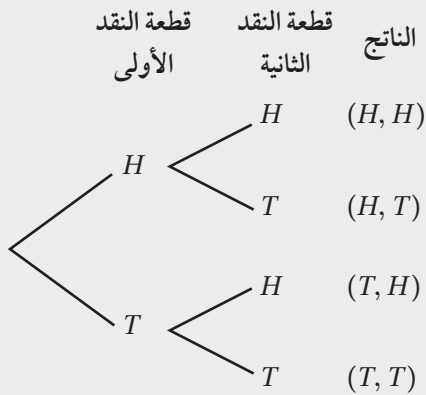 قطعة النقد الأولى
قطعة النقد الثانية
الناتج
H
H
(H, H)
T
(H, T)
T
H
(T, H)
T
(T, T)